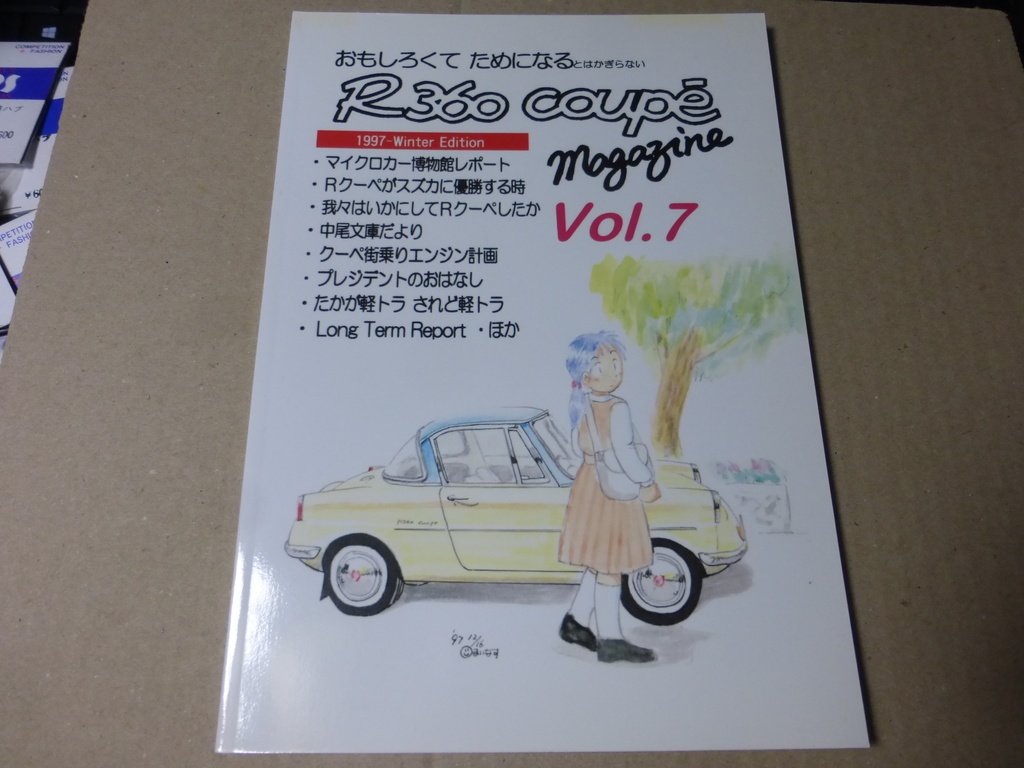 おもしろくて ためになるとはかぎらない
R360 coupé
Magazine
1997-Winter Edition
Vol.7
・マイクロカー博物館レポート
・Rクーペがスズカに優勝する時
・我々はいかにしてRクーペしたか
・中尾文庫だより
・クーペ街乗りエンジン計画
・プレジデントのおはなし
・たかが軽トラ されど軽トラ
・Long Term Report ・ほか
'97 12/16
COMPETITION
+ FASHION